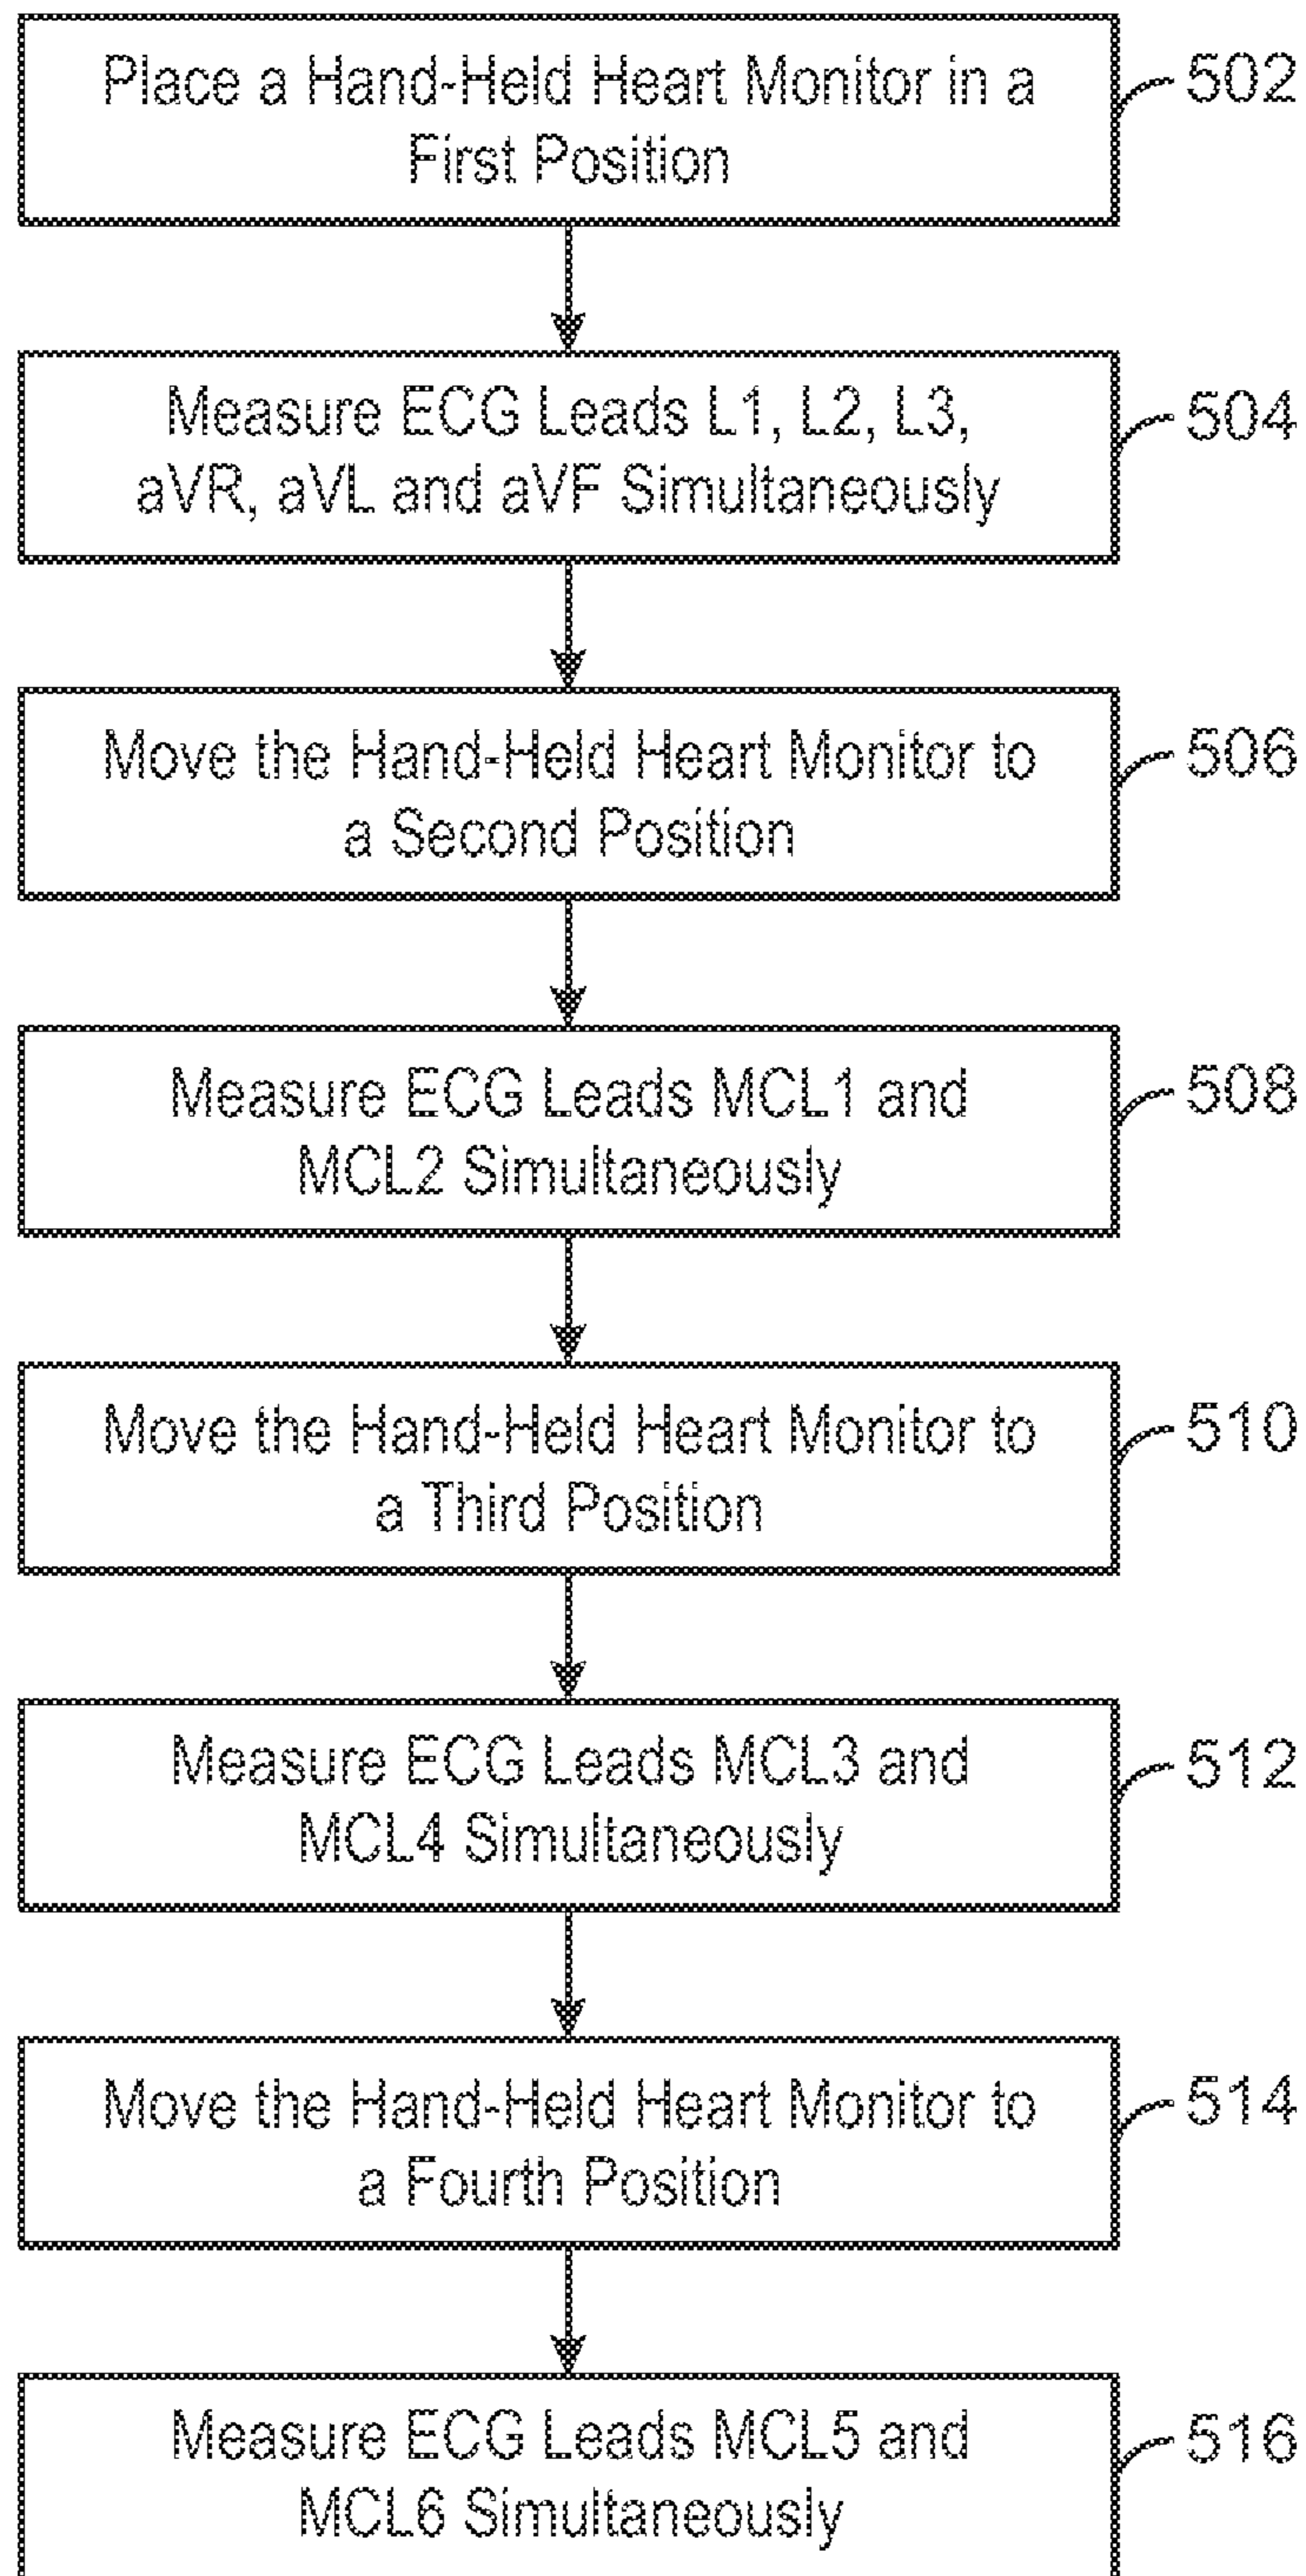 Place a Hand-Held Heart Monitor in a
First Position
502
Measure ECG Leads L1, L2, L3,
aVR, aVL and aVF Simultaneously
504
Move the Hand-Held Heart Monitor to
a Second Position
506
Measure ECG Leads MCL1 and
MCL2 Simultaneously
508
Move the Hand-Held Heart Monitor to
a Third Position
510
Measure ECG Leads MCL3 and
MCL4 Simultaneously
512
Move the Hand-Held Heart Monitor to
a Fourth Position
514
Measure ECG Leads MCL5 and
MCL6 Simultaneously
516